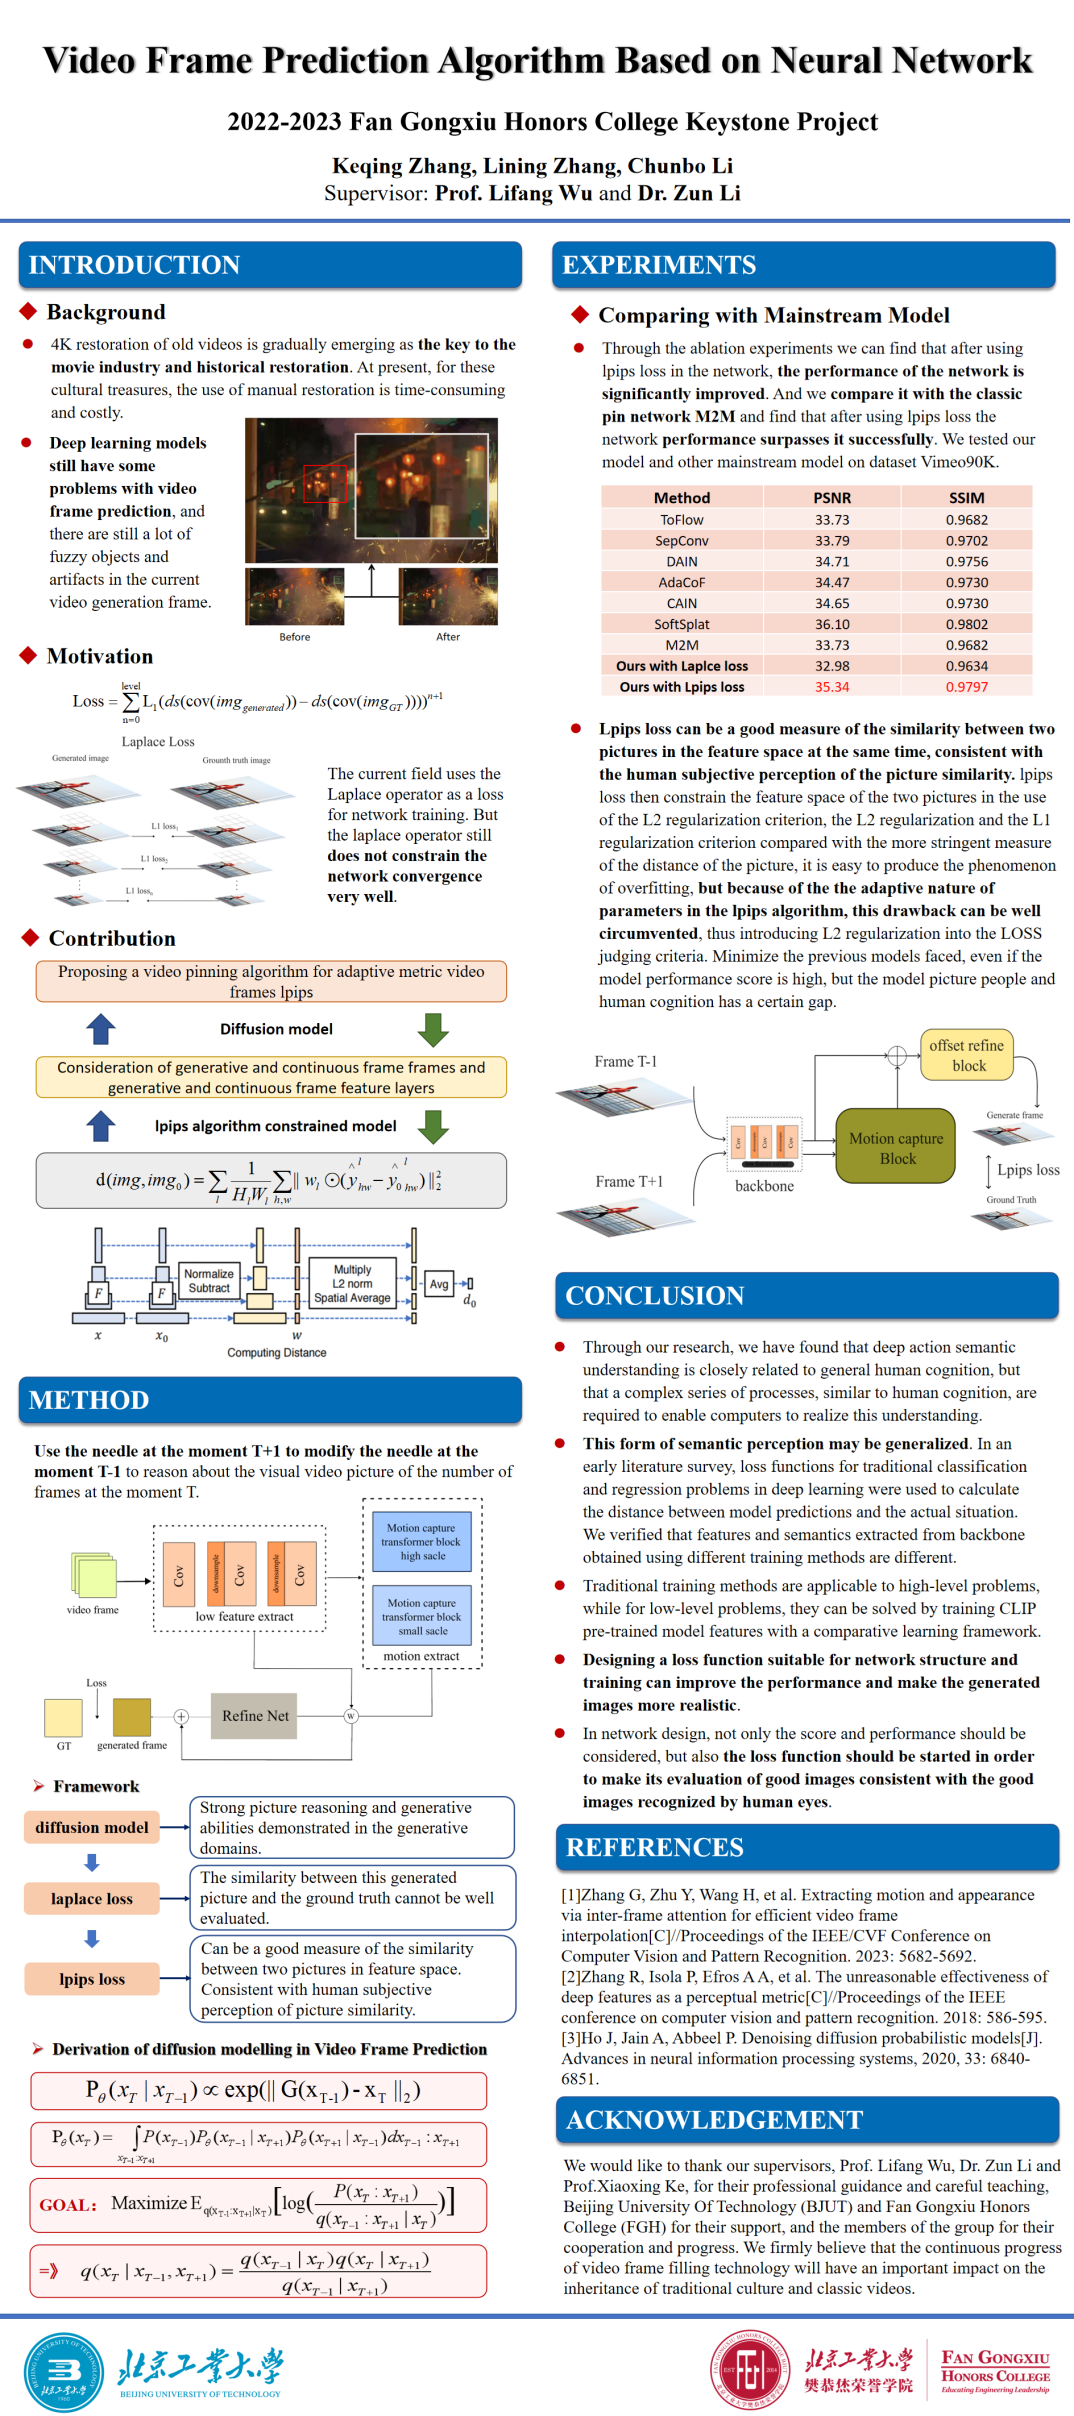 Video Frame Prediction Algorithm Based on Neural Network
2022-2023 Fan Gongxiu Honors College Keystone Project
Keqing Zhang, Lining Zhang, Chunbo Li
Supervisor: Prof. Lifang Wu and Dr. Zun Li
INTRODUCTION
Background
4K restoration of old videos is gradually emerging as the key to the
movie industry and historical restoration. At present, for these
cultural treasures, the use of manual restoration is time-consuming
and costly.
Deep learning models
still have some
problems with video
frame prediction, and
there are still a lot of
fuzzy objects and
artifacts in the current
video generation frame.
Before
After
Motivation
Loss = ∑_{n=0}^{level} L₁(ds(cov(img_generated)) – ds(cov(img_GT))))^{n+1}
Laplace Loss
Generated image
Grounth truth image
L1 loss₁
L1 loss₂
L1 lossₙ
The current field uses the
Laplace operator as a loss
for network training. But
the laplace operator still
does not constrain the
network convergence
very well.
Contribution
Proposing a video pinning algorithm for adaptive metric video
frames lpips
Diffusion model
Consideration of generative and continuous frame frames and
generative and continuous frame feature layers
lpips algorithm constrained model
d(img, img₀) = ∑_l 1/(H_l W_l) ∑_{h,w} || w_l ⊙(ŷ^l_{hw} – ŷ^l_{0 hw}) ||²₂
F
F
Normalize
Subtract
Multiply
L2 norm
Spatial Average
Avg
d₀
x
x₀
w
Computing Distance
METHOD
Use the needle at the moment T+1 to modify the needle at the
moment T-1 to reason about the visual video picture of the number of
frames at the moment T.
video frame
Cov
downsample
Cov
downsample
Cov
low feature extract
Motion capture
transformer block
high sacle
Motion capture
transformer block
small sacle
motion extract
Loss
GT
generated frame
+
Refine Net
W
Framework
diffusion model
Strong picture reasoning and generative
abilities demonstrated in the generative
domains.
laplace loss
The similarity between this generated
picture and the ground truth cannot be well
evaluated.
lpips loss
Can be a good measure of the similarity
between two pictures in feature space.
Consistent with human subjective
perception of picture similarity.
Derivation of diffusion modelling in Video Frame Prediction
P_θ(x_T | x_{T-1}) ∝ exp(|| G(x_{T-1}) - x_T ||₂)
P_θ(x_T) = ∫_{x_{T-1}:x_{T+1}} P(x_{T-1})P_θ(x_{T-1} | x_{T+1})P_θ(x_{T+1} | x_{T-1})dx_{T-1} : x_{T+1}
GOAL: Maximize E_{q(x_{T-1}:x_{T+1}|x_T)}[log(P(x_T : x_{T+1}) / q(x_{T-1} : x_{T+1} | x_T))]
=》 q(x_T | x_{T-1}, x_{T+1}) = q(x_{T-1} | x_T)q(x_T | x_{T+1}) / q(x_{T-1} | x_{T+1})
EXPERIMENTS
Comparing with Mainstream Model
Through the ablation experiments we can find that after using
lpips loss in the network, the performance of the network is
significantly improved. And we compare it with the classic
pin network M2M and find that after using lpips loss the
network performance surpasses it successfully. We tested our
model and other mainstream model on dataset Vimeo90K.
Method PSNR SSIM
ToFlow 33.73 0.9682
SepConv 33.79 0.9702
DAIN 34.71 0.9756
AdaCoF 34.47 0.9730
CAIN 34.65 0.9730
SoftSplat 36.10 0.9802
M2M 33.73 0.9682
Ours with Laplce loss 32.98 0.9634
Ours with Lpips loss 35.34 0.9797
Lpips loss can be a good measure of the similarity between two
pictures in the feature space at the same time, consistent with
the human subjective perception of the picture similarity. lpips
loss then constrain the feature space of the two pictures in the use
of the L2 regularization criterion, the L2 regularization and the L1
regularization criterion compared with the more stringent measure
of the distance of the picture, it is easy to produce the phenomenon
of overfitting, but because of the the adaptive nature of
parameters in the lpips algorithm, this drawback can be well
circumvented, thus introducing L2 regularization into the LOSS
judging criteria. Minimize the previous models faced, even if the
model performance score is high, but the model picture people and
human cognition has a certain gap.
Frame T-1
Frame T+1
Cov
Cov
Cov
backbone
Motion capture
Block
offset refine
block
Generate frame
Lpips loss
Ground Truth
CONCLUSION
Through our research, we have found that deep action semantic
understanding is closely related to general human cognition, but
that a complex series of processes, similar to human cognition, are
required to enable computers to realize this understanding.
This form of semantic perception may be generalized. In an
early literature survey, loss functions for traditional classification
and regression problems in deep learning were used to calculate
the distance between model predictions and the actual situation.
We verified that features and semantics extracted from backbone
obtained using different training methods are different.
Traditional training methods are applicable to high-level problems,
while for low-level problems, they can be solved by training CLIP
pre-trained model features with a comparative learning framework.
Designing a loss function suitable for network structure and
training can improve the performance and make the generated
images more realistic.
In network design, not only the score and performance should be
considered, but also the loss function should be started in order
to make its evaluation of good images consistent with the good
images recognized by human eyes.
REFERENCES
[1]Zhang G, Zhu Y, Wang H, et al. Extracting motion and appearance
via inter-frame attention for efficient video frame
interpolation[C]//Proceedings of the IEEE/CVF Conference on
Computer Vision and Pattern Recognition. 2023: 5682-5692.
[2]Zhang R, Isola P, Efros A A, et al. The unreasonable effectiveness of
deep features as a perceptual metric[C]//Proceedings of the IEEE
conference on computer vision and pattern recognition. 2018: 586-595.
[3]Ho J, Jain A, Abbeel P. Denoising diffusion probabilistic models[J].
Advances in neural information processing systems, 2020, 33: 6840-
6851.
ACKNOWLEDGEMENT
We would like to thank our supervisors, Prof. Lifang Wu, Dr. Zun Li and
Prof.Xiaoxing Ke, for their professional guidance and careful teaching,
Beijing University Of Technology (BJUT) and Fan Gongxiu Honors
College (FGH) for their support, and the members of the group for their
cooperation and progress. We firmly believe that the continuous progress
of video frame filling technology will have an important impact on the
inheritance of traditional culture and classic videos.
北京工业大学
BEIJING UNIVERSITY OF TECHNOLOGY
1960
北京工业大学
樊恭烋荣誉学院
FAN GONGXIU
HONORS COLLEGE
Educating Engineering Leadership